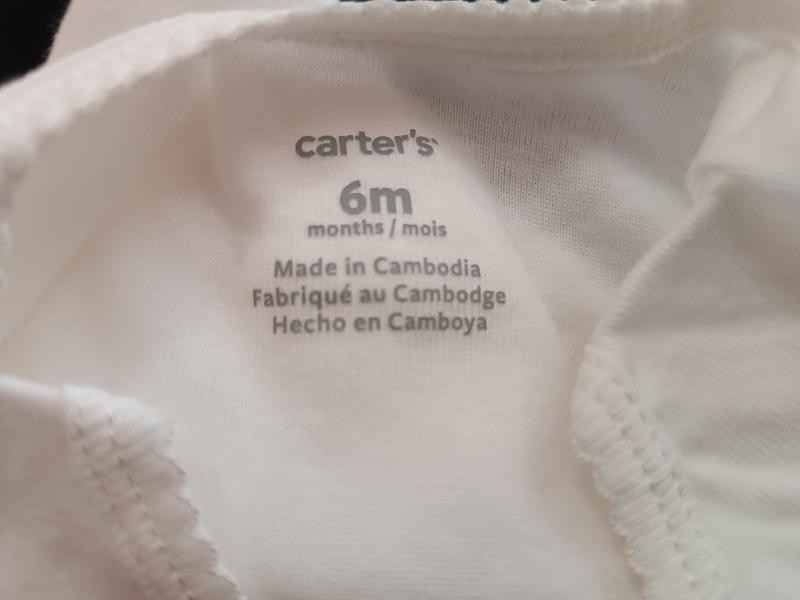 carter's
6m
months / mois
Made in Cambodia
Fabriqué au Cambodge
Hecho en Camboya